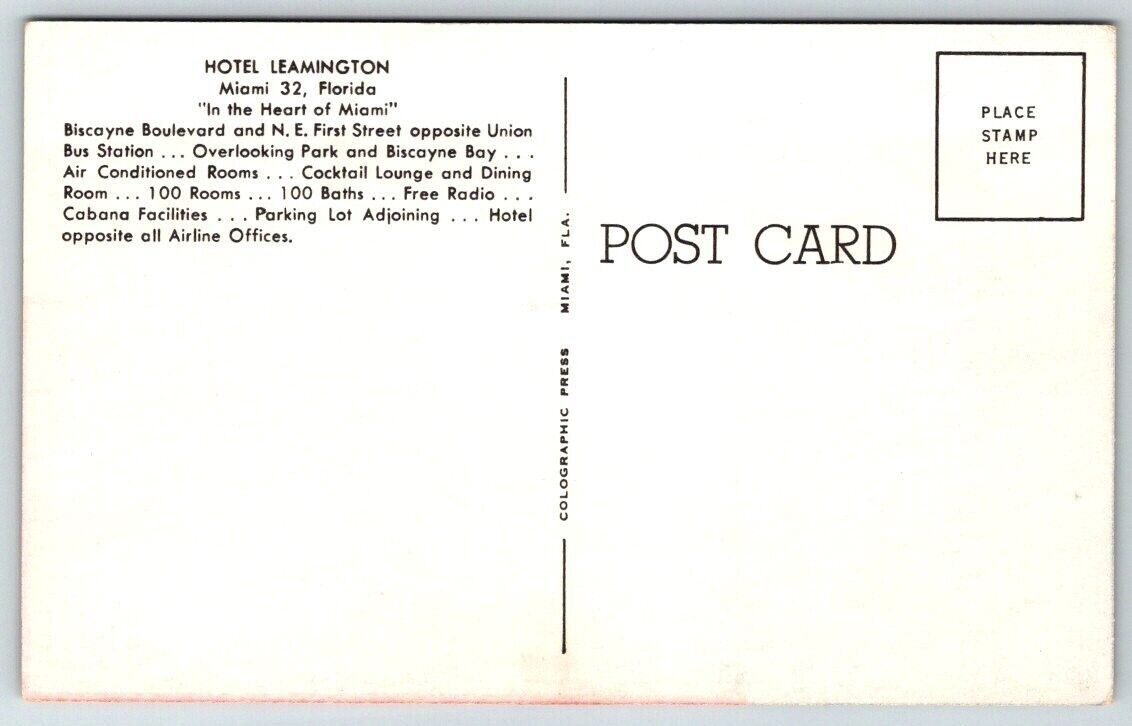 HOTEL LEAMINGTON
Miami 32, Florida
"In the Heart of Miami"
Biscayne Boulevard and N. E. First Street opposite Union
Bus Station . . . Overlooking Park and Biscayne Bay . . .
Air Conditioned Rooms . . . Cocktail Lounge and Dining
Room . . . 100 Rooms . . . 100 Baths . . . Free Radio . . .
Cabana Facilities . . . Parking Lot Adjoining . . . Hotel
opposite all Airline Offices.
COLOGRAPHIC PRESS MIAMI, FLA.
POST CARD
PLACE
STAMP
HERE